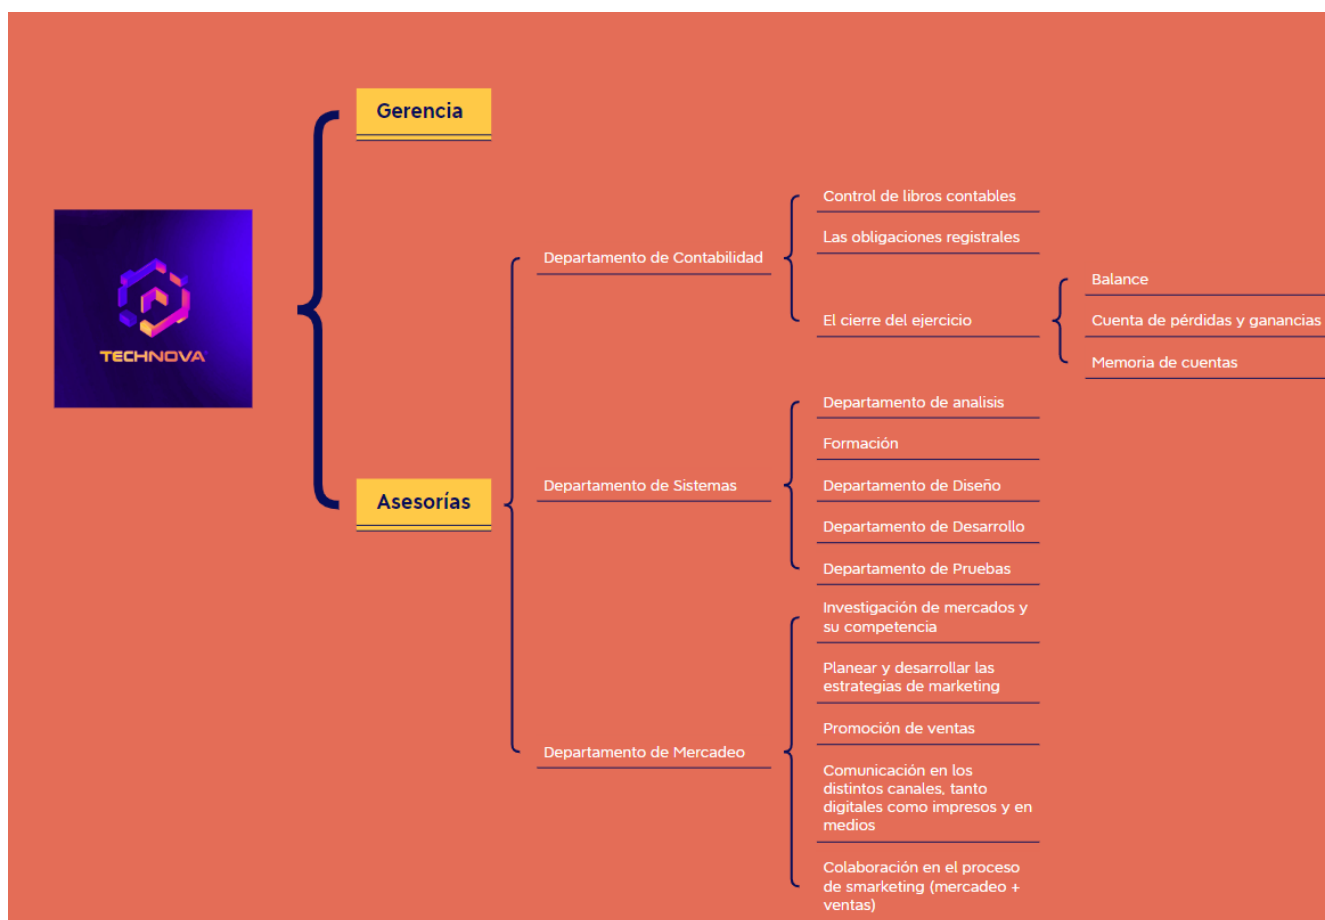 TECHNOVA
Gerencia
Asesorías
Departamento de Contabilidad
Control de libros contables
Las obligaciones registrales
El cierre del ejercicio
Balance
Cuenta de pérdidas y ganancias
Memoria de cuentas
Departamento de Sistemas
Departamento de analisis
Formación
Departamento de Diseño
Departamento de Desarrollo
Departamento de Pruebas
Departamento de Mercadeo
Investigación de mercados y
su competencia
Planear y desarrollar las
estrategias de marketing
Promoción de ventas
Comunicación en los
distintos canales, tanto
digitales como impresos y en
medios
Colaboración en el proceso
de smarketing (mercadeo +
ventas)